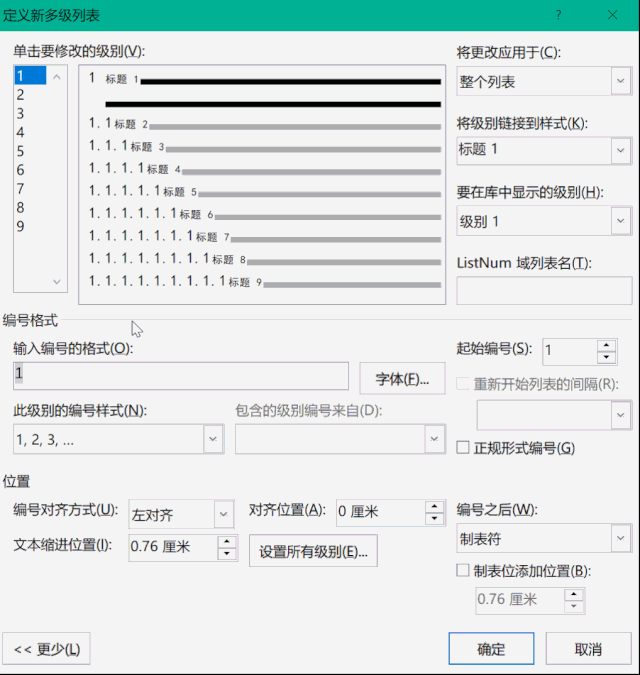 定义新多级列表
?
单击要修改的级别(V):
1
2
3
4
5
6
7
8
9
1 标题 1
1.1标题 2
1.1.1标题 3
1.1.1.1标题 4
1.1.1.1.1标题 5
1.1.1.1.1.1标题 6
1.1.1.1.1.1.1标题 7
1.1.1.1.1.1.1.1标题 8
1.1.1.1.1.1.1.1.1标题 9
将更改应用于(C):
整个列表
将级别链接到样式(K):
标题 1
要在库中显示的级别(H):
级别 1
ListNum 域列表名(T):
编号格式
输入编号的格式(O):
1
字体(F)...
起始编号(S): 1
重新开始列表的间隔(R):
此级别的编号样式(N):
1, 2, 3, ...
包含的级别编号来自(D):
正规形式编号(G)
位置
编号对齐方式(U): 左对齐
对齐位置(A): 0 厘米
文本缩进位置(I): 0.76 厘米
设置所有级别(E)...
编号之后(W):
制表符
制表位添加位置(B):
0.76 厘米
<< 更少(L)
确定
取消